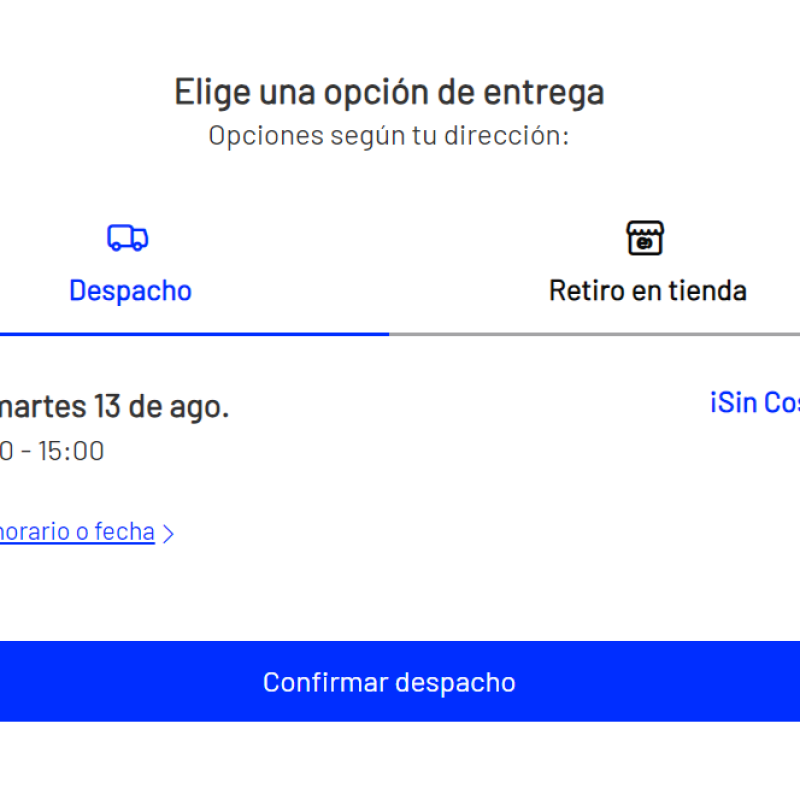 Elige una opción de entrega
Opciones según tu dirección:
Despacho
Retiro en tienda
martes 13 de ago.
0 - 15:00
¡Sin
horario o fecha
Confirmar despacho